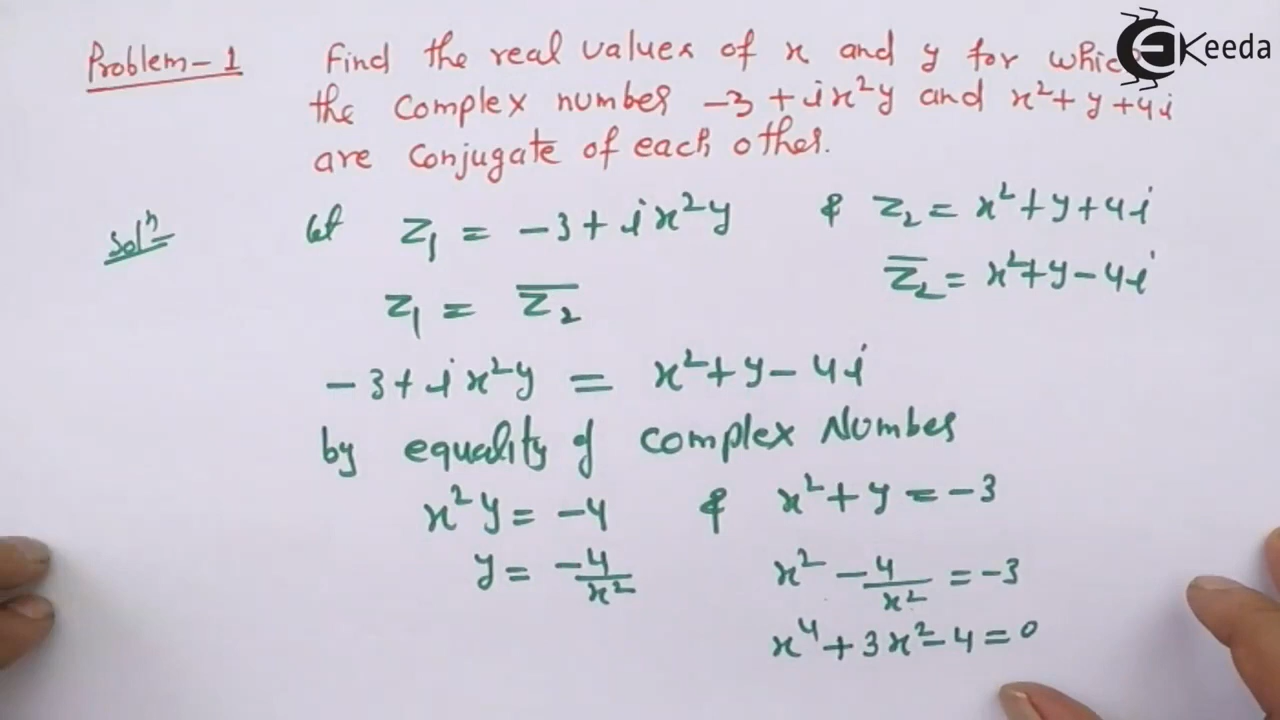 EKeeda
Problem-1 Find the real values of x and y for which
the complex number -3 + ix²y and x² + y + 4i
are conjugate of each other.
Solⁿ let z₁ = -3 + ix²y & z₂ = x² + y + 4i
z₁ = z̅₂ z̅₂ = x² + y - 4i
-3 + ix²y = x² + y - 4i
by equality of complex Number
x²y = -4 & x² + y = -3
y = -4/x² x² - 4/x² = -3
x⁴ + 3x² - 4 = 0